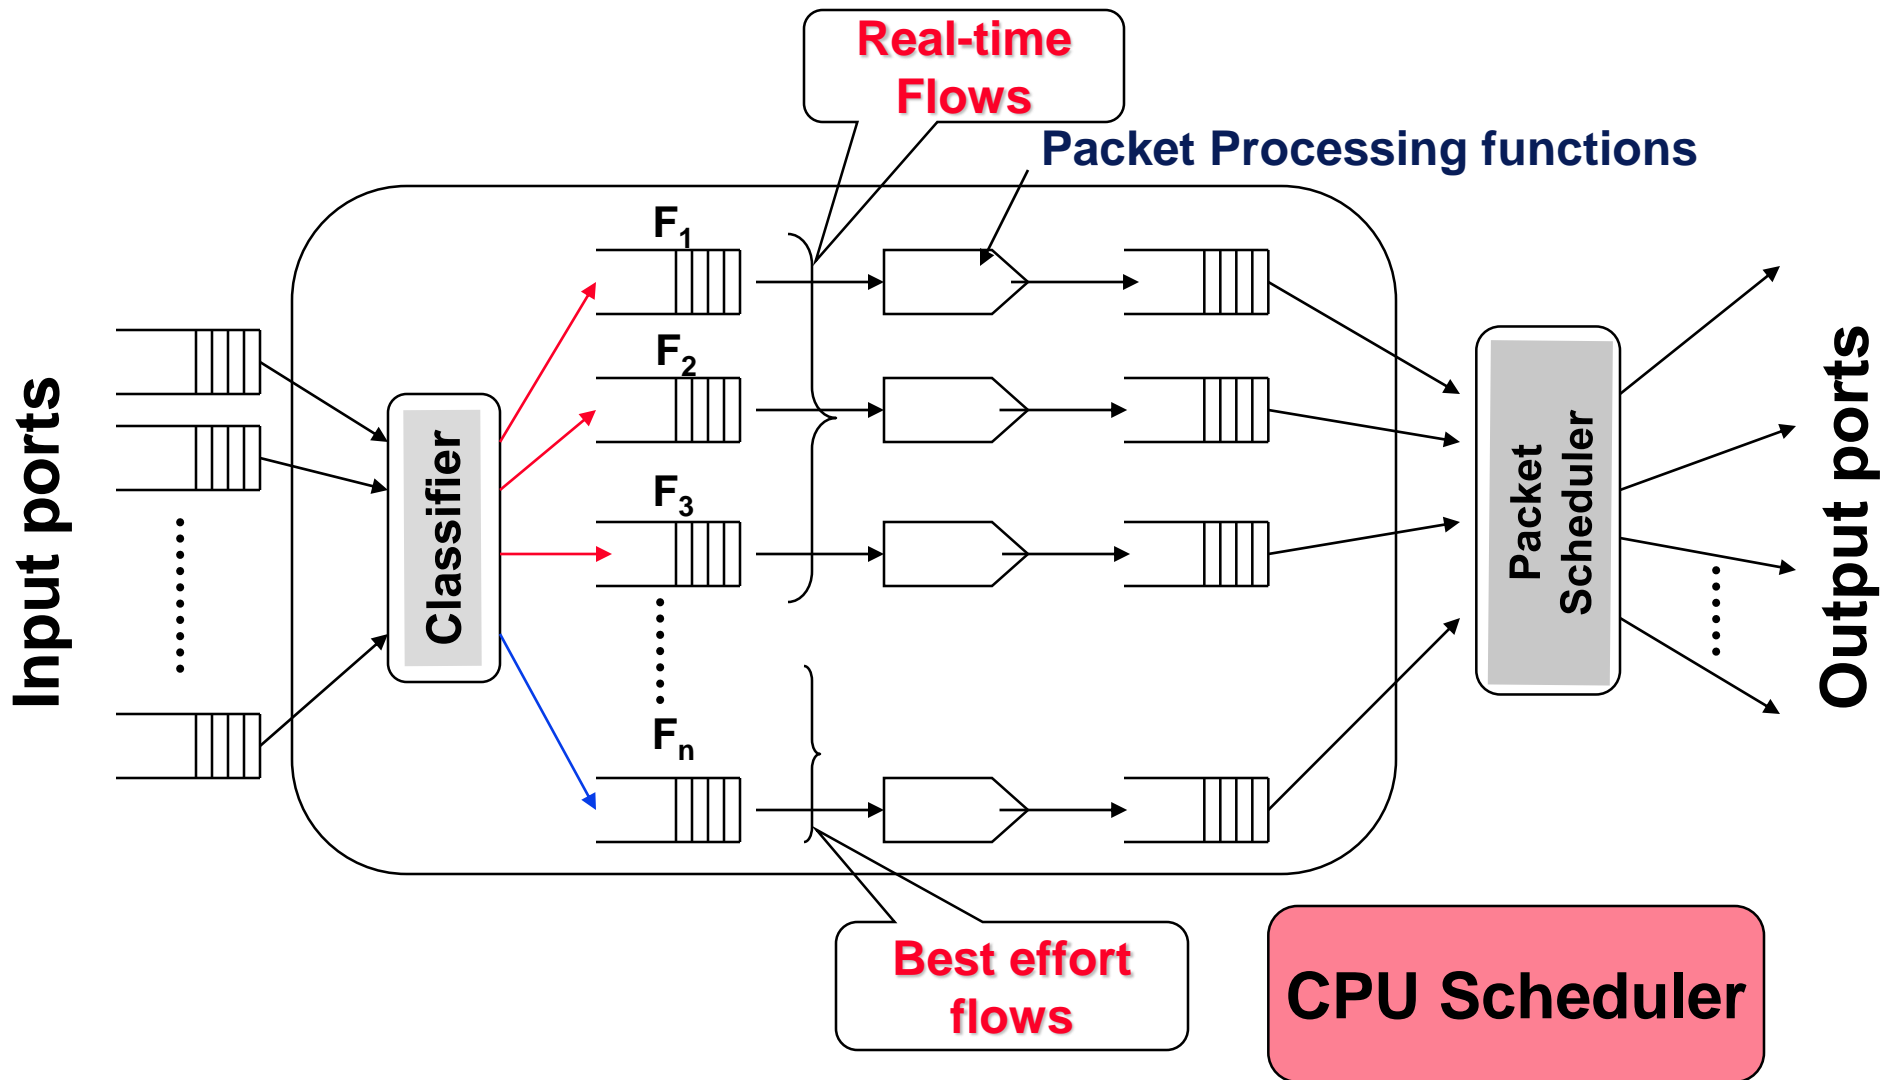 Real-time
Flows
Packet Processing functions
F₁
F₂
F₃
Fₙ
Input ports
Classifier
Packet
Scheduler
Output ports
Best effort
flows
CPU Scheduler